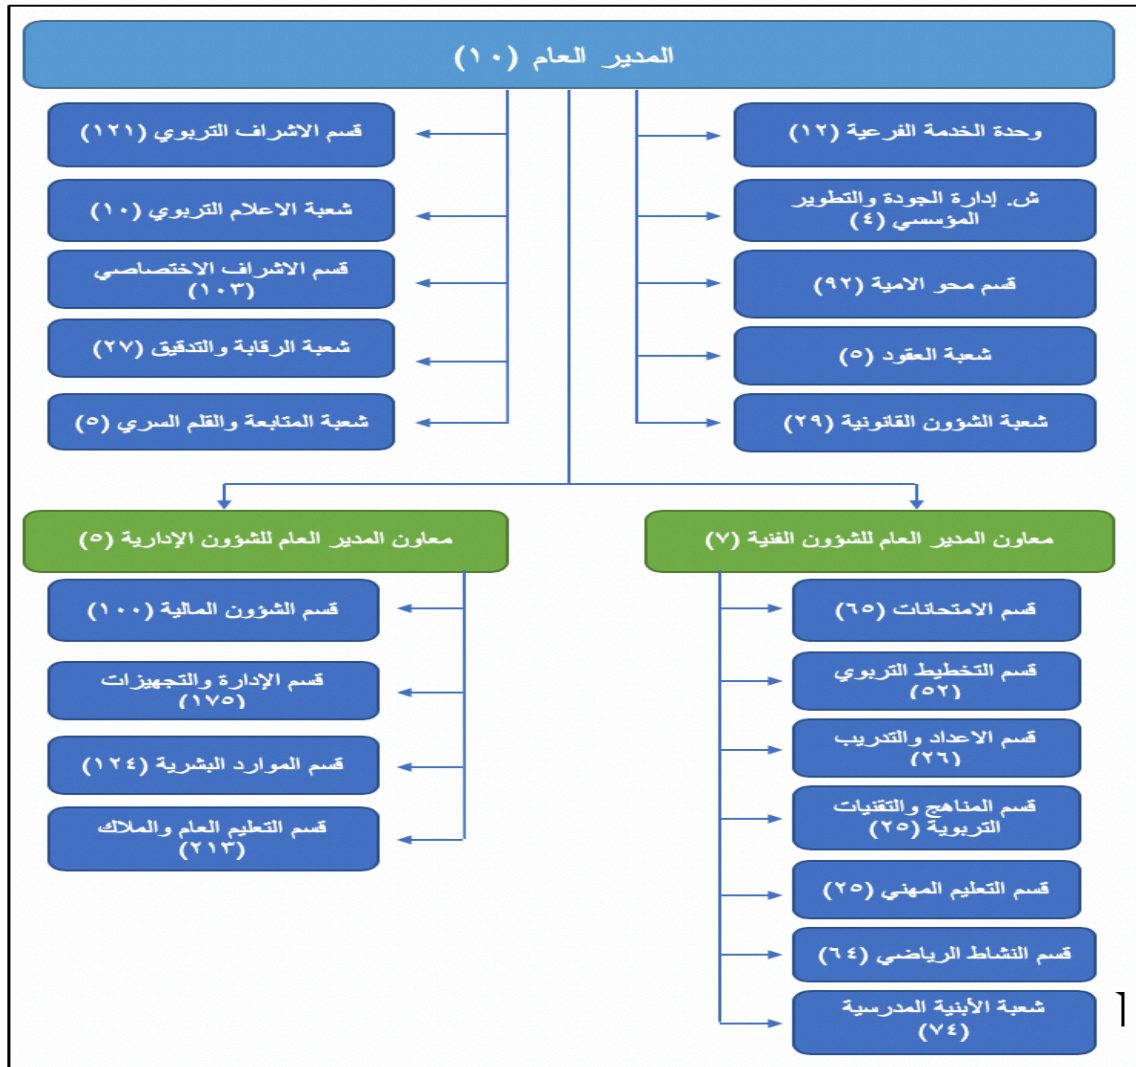 المدير العام (١٠)
وحدة الخدمة الفرعية (١٢)
ش. إدارة الجودة والتطوير
المؤسسي (٤)
قسم محو الامية (٩٢)
شعبة العقود (٥)
شعبة الشؤون القانونية (٢٩)
قسم الاشراف التربوي (١٢١)
شعبة الاعلام التربوي (١٠)
قسم الاشراف الاختصاصي
(١٠٣)
شعبة الرقابة والتدقيق (٢٧)
شعبة المتابعة والقلم السري (٥)
معاون المدير العام للشؤون الفنية (٧)
قسم الامتحانات (٦٥)
قسم التخطيط التربوي
(٥٢)
قسم الاعداد والتدريب
(٢٦)
قسم المناهج والتقنيات
التربوية (٢٥)
قسم التعليم المهني (٢٥)
قسم النشاط الرياضي (٦٤)
شعبة الأبنية المدرسية
(٧٤)
معاون المدير العام للشؤون الإدارية (٥)
قسم الشؤون المالية (١٠٠)
قسم الإدارة والتجهيزات
(١٧٥)
قسم الموارد البشرية (١٢٤)
قسم التعليم العام والملاك
(٢١٣)